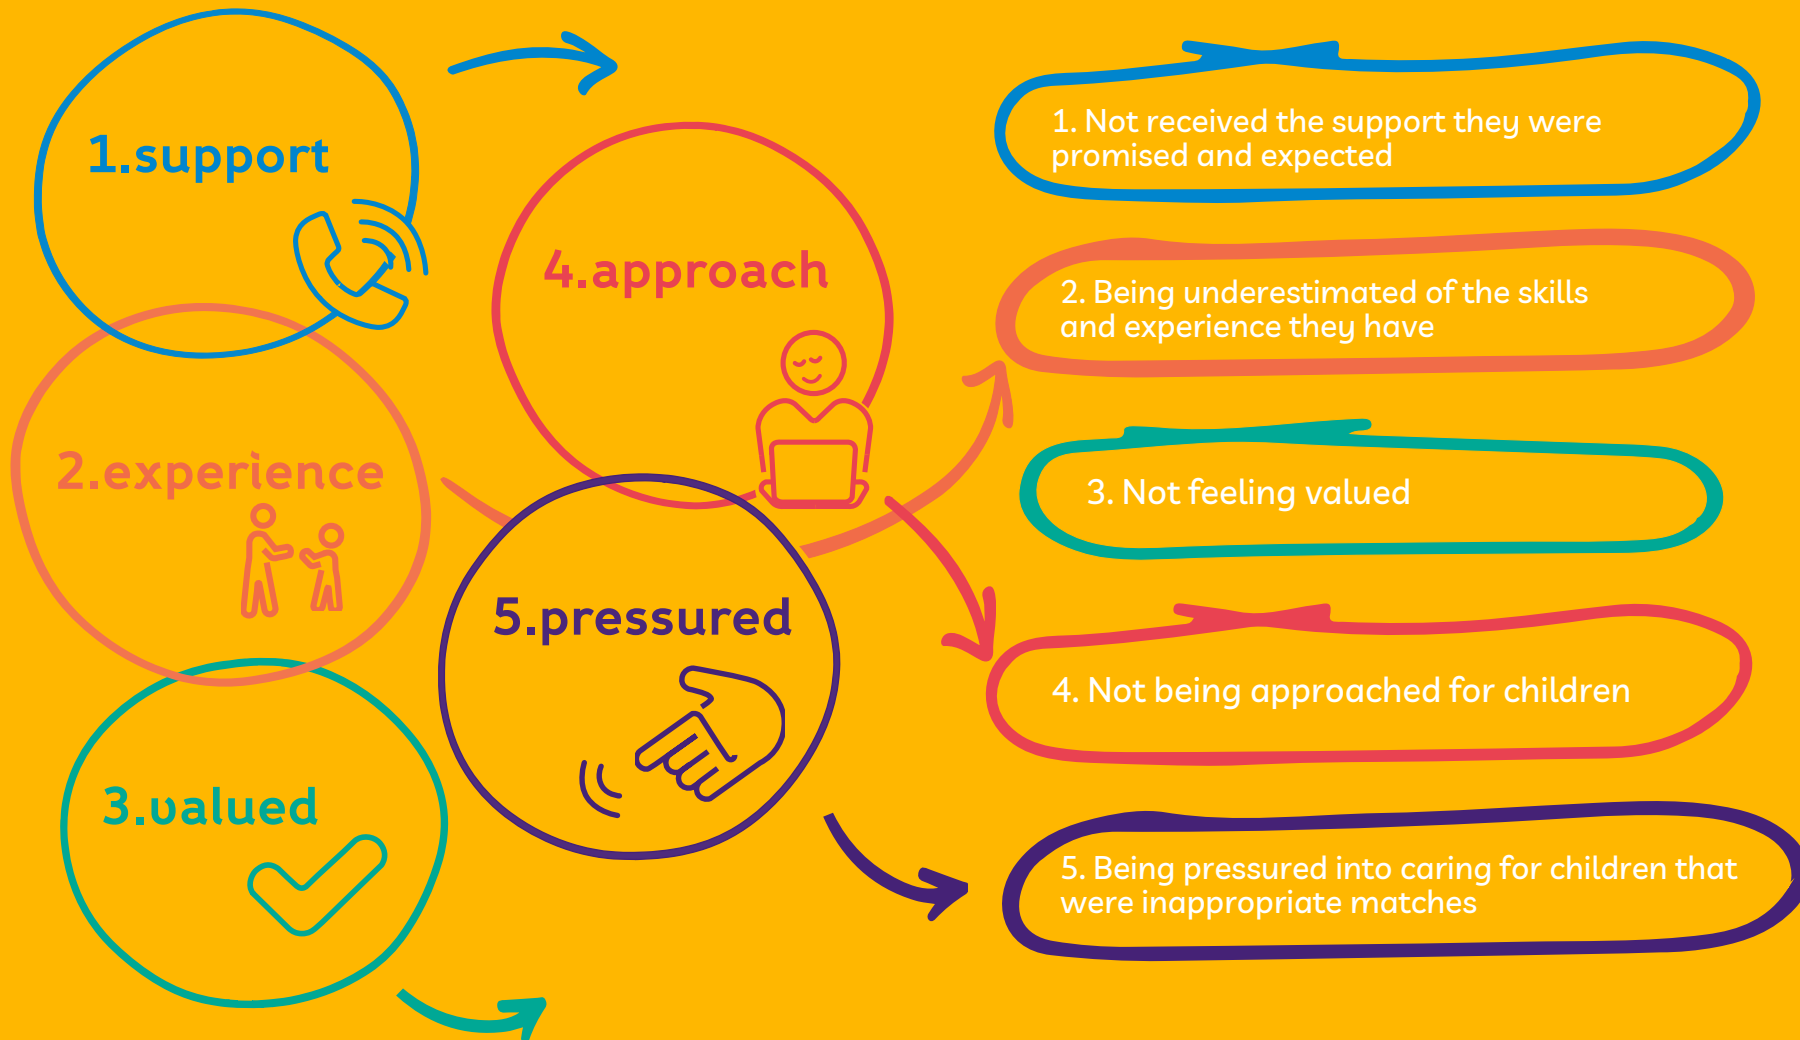 1.support
2.experience
3.valued
4.approach
5.pressured
1. Not received the support they were
promised and expected
2. Being underestimated of the skills
and experience they have
3. Not feeling valued
4. Not being approached for children
5. Being pressured into caring for children that
were inappropriate matches